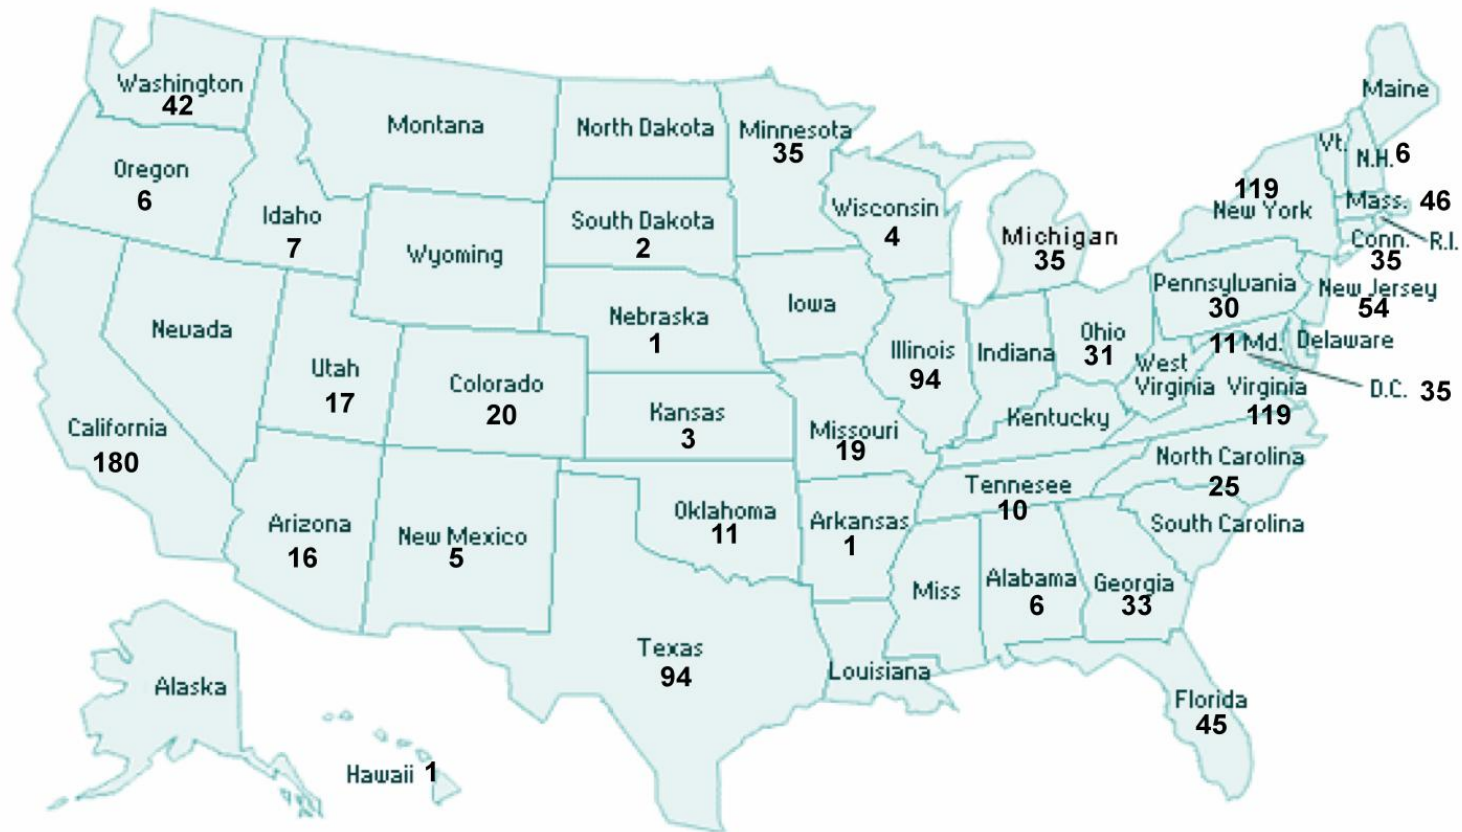 Washington
42
Oregon
6
California
180
Nevada
Idaho
7
Montana
Wyoming
Utah
17
Arizona
16
Colorado
20
New Mexico
5
North Dakota
South Dakota
2
Nebraska
1
Kansas
3
Oklahoma
11
Texas
94
Minnesota
35
Iowa
Missouri
19
Arkansas
1
Louisiana
Wisconsin
4
Illinois
94
Michigan
35
Indiana
Ohio
31
Kentucky
Tennesee
10
Miss
Alabama
6
Georgia
33
Florida
45
South Carolina
North Carolina
25
Virginia
119
West
Virginia
11 Md.
Delaware
D.C. 35
Pennsylvania
30
New Jersey
54
119
New York
Conn.
35
R.I.
Mass. 46
Vt.
N.H. 6
Maine
Alaska
Hawaii 1